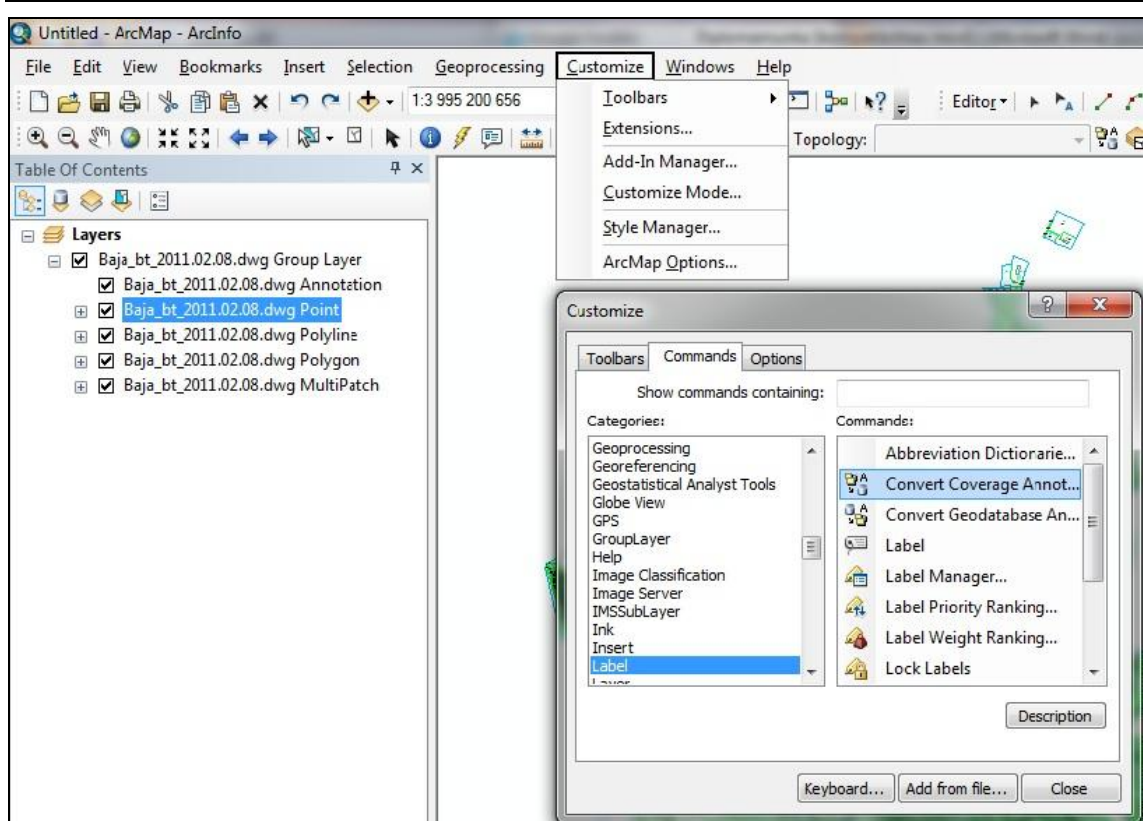 Untitled - ArcMap - ArcInfo
File Edit View Bookmarks Insert Selection Geoprocessing Customize Windows Help
1:3 995 200 656
Editor
Topology:
Toolbars
Extensions...
Add-In Manager...
Customize Mode...
Style Manager...
ArcMap Options...
Table Of Contents
Layers
Baja_bt_2011.02.08.dwg Group Layer
Baja_bt_2011.02.08.dwg Annotation
Baja_bt_2011.02.08.dwg Point
Baja_bt_2011.02.08.dwg Polyline
Baja_bt_2011.02.08.dwg Polygon
Baja_bt_2011.02.08.dwg MultiPatch
Customize
Toolbars Commands Options
Show commands containing:
Categories:
Geoprocessing
Georeferencing
Geostatistical Analyst Tools
Globe View
GPS
GroupLayer
Help
Image Classification
Image Server
IMSSubLayer
Ink
Insert
Label
Layer
Commands:
Abbreviation Dictionarie...
Convert Coverage Annot...
Convert Geodatabase An...
Label
Label Manager...
Label Priority Ranking...
Label Weight Ranking...
Lock Labels
Description
Keyboard... Add from file... Close